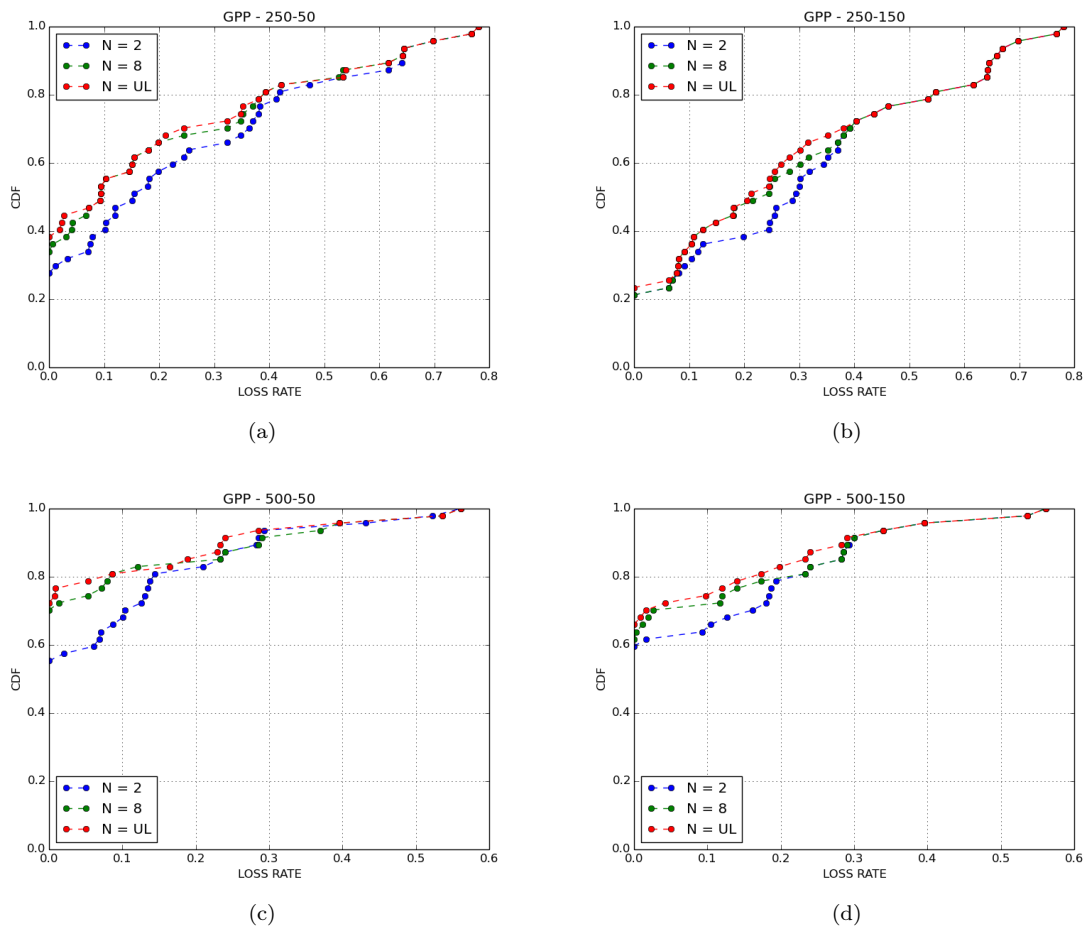 GPP - 250-50
1.0
0.8
0.6
0.4
0.2
0.0
CDF
N = 2
N = 8
N = UL
0.0 0.1 0.2 0.3 0.4 0.5 0.6 0.7 0.8
LOSS RATE
(a)
GPP - 250-150
1.0
0.8
0.6
0.4
0.2
0.0
CDF
N = 2
N = 8
N = UL
0.0 0.1 0.2 0.3 0.4 0.5 0.6 0.7 0.8
LOSS RATE
(b)
GPP - 500-50
1.0
0.8
0.6
0.4
0.2
0.0
CDF
N = 2
N = 8
N = UL
0.0 0.1 0.2 0.3 0.4 0.5 0.6
LOSS RATE
(c)
GPP - 500-150
1.0
0.8
0.6
0.4
0.2
0.0
CDF
N = 2
N = 8
N = UL
0.0 0.1 0.2 0.3 0.4 0.5 0.6
LOSS RATE
(d)